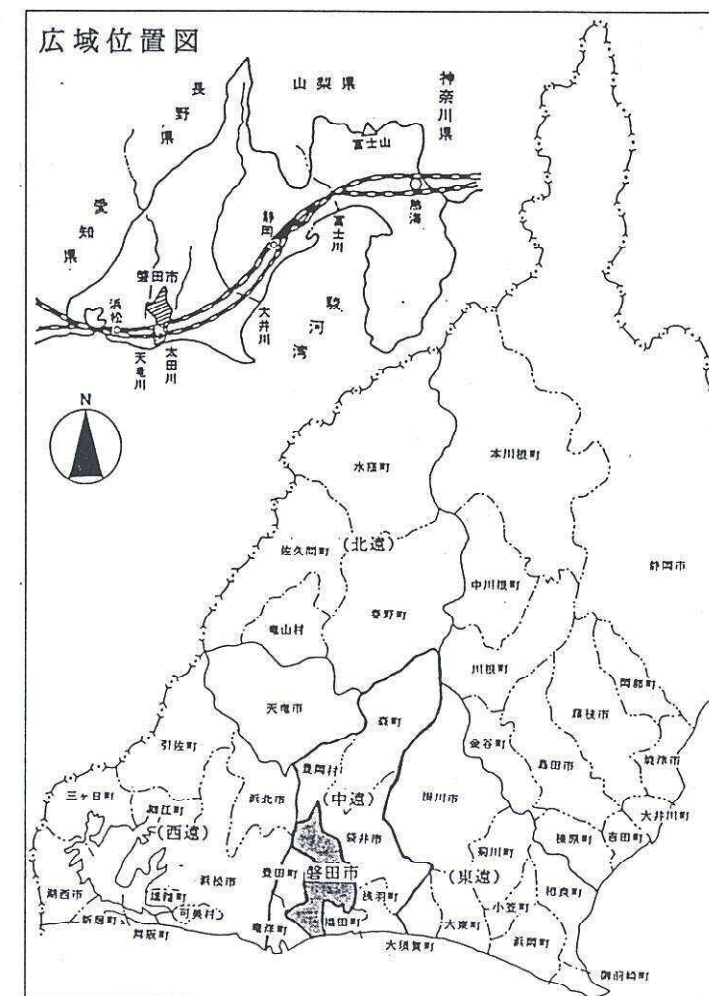 広域位置図
長野県
山梨県
神奈川県
富士山
愛知県
静岡
富士川
熱海
磐田市
浜松
駿河湾
大井川
天竜川
太田川
N
水窪町
本川根町
佐久間町
(北遠)
静岡市
中川根町
春野町
竜山村
川根町
岡部町
天竜市
森町
藤枝市
引佐町
金谷町
島田市
焼津市
豊岡村
三ヶ日町
細江町
浜北市
(中遠)
掛川市
大井川町
(西遠)
袋井市
榛原町
吉田町
菊川町
豊田町
磐田市
(東遠)
浜松市
相良町
湖西市
浅羽町
小笠町
雄踏町
可美村
新居町
舞阪町
竜洋町
福田町
大須賀町
大東町
浜岡町
御前崎町